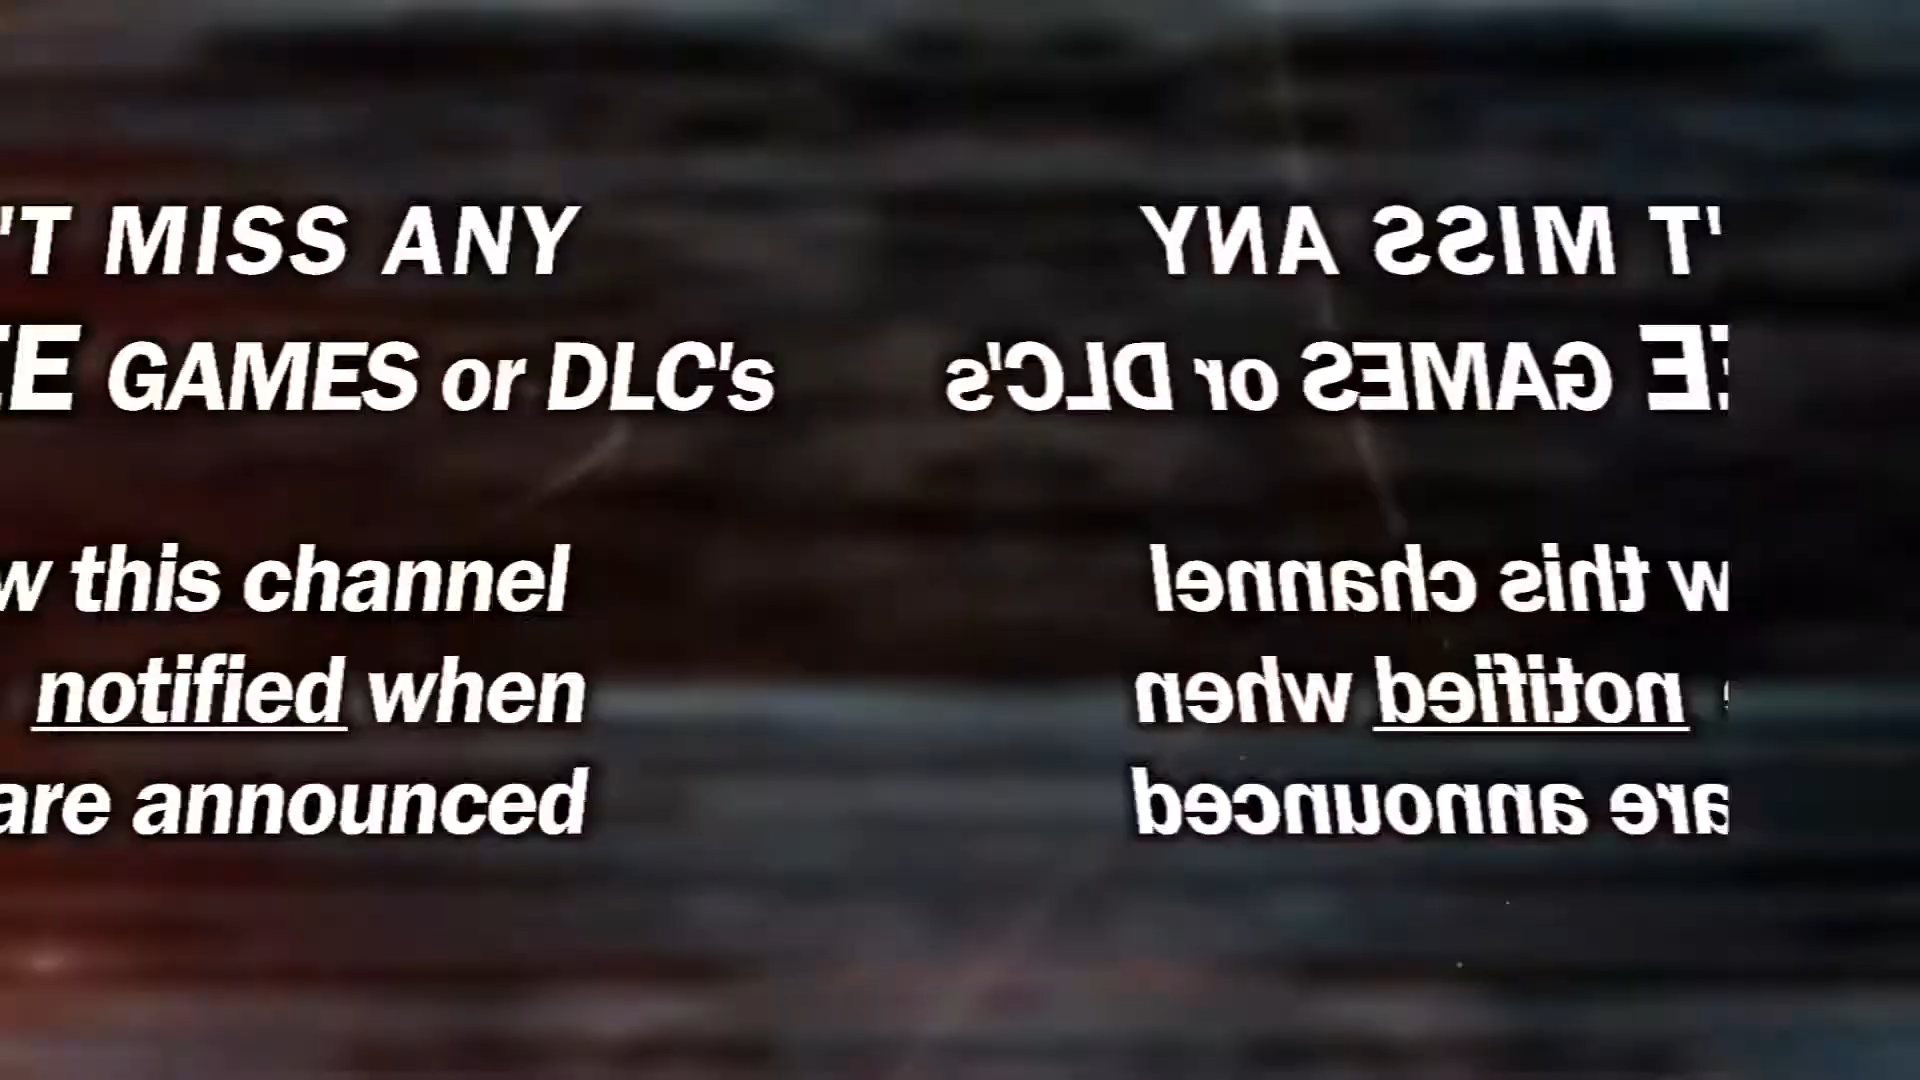 'T MISS ANY
GAMES or DLC's
w this channel
notified when
are announced
'T MISS ANY
GAMES or DLC's
w this channel
notified when
are announced